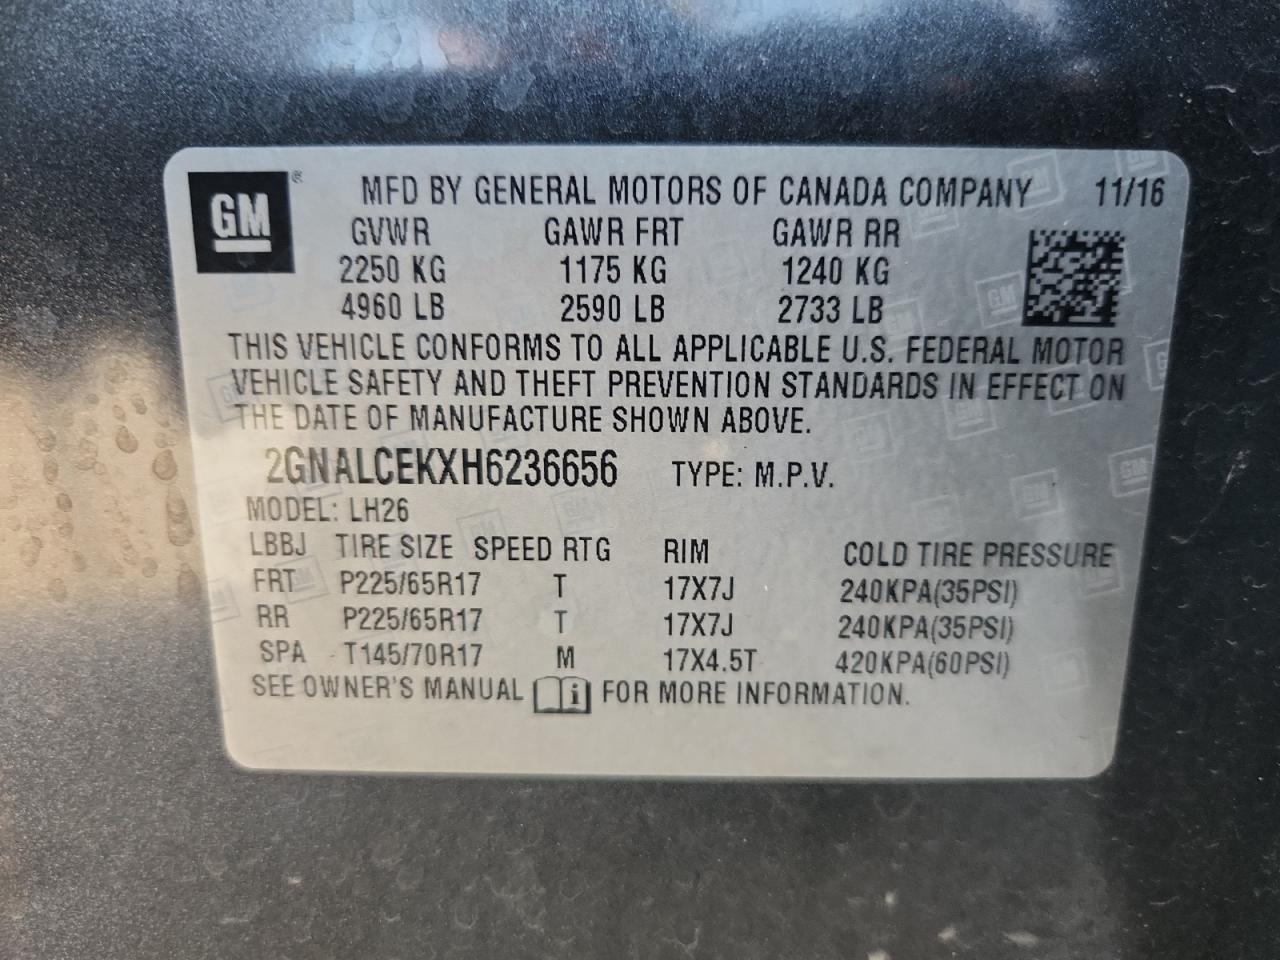 GM ® MFD BY GENERAL MOTORS OF CANADA COMPANY 11/16
GVWR GAWR FRT GAWR RR
2250 KG 1175 KG 1240 KG
4960 LB 2590 LB 2733 LB
THIS VEHICLE CONFORMS TO ALL APPLICABLE U.S. FEDERAL MOTOR
VEHICLE SAFETY AND THEFT PREVENTION STANDARDS IN EFFECT ON
THE DATE OF MANUFACTURE SHOWN ABOVE.
2GNALCEKXH6236656 TYPE: M.P.V.
MODEL: LH26
LBBJ TIRE SIZE SPEED RTG RIM COLD TIRE PRESSURE
FRT P225/65R17 T 17X7J 240KPA(35PSI)
RR P225/65R17 T 17X7J 240KPA(35PSI)
SPA T145/70R17 M 17X4.5T 420KPA(60PSI)
SEE OWNER'S MANUAL i FOR MORE INFORMATION.